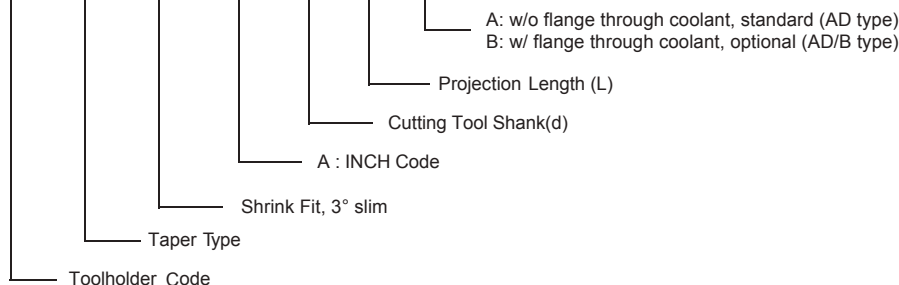 A: w/o flange through coolant, standard (AD type)
B: w/ flange through coolant, optional (AD/B type)
Projection Length (L)
Cutting Tool Shank(d)
A : INCH Code
Shrink Fit, 3° slim
Taper Type
Toolholder Code